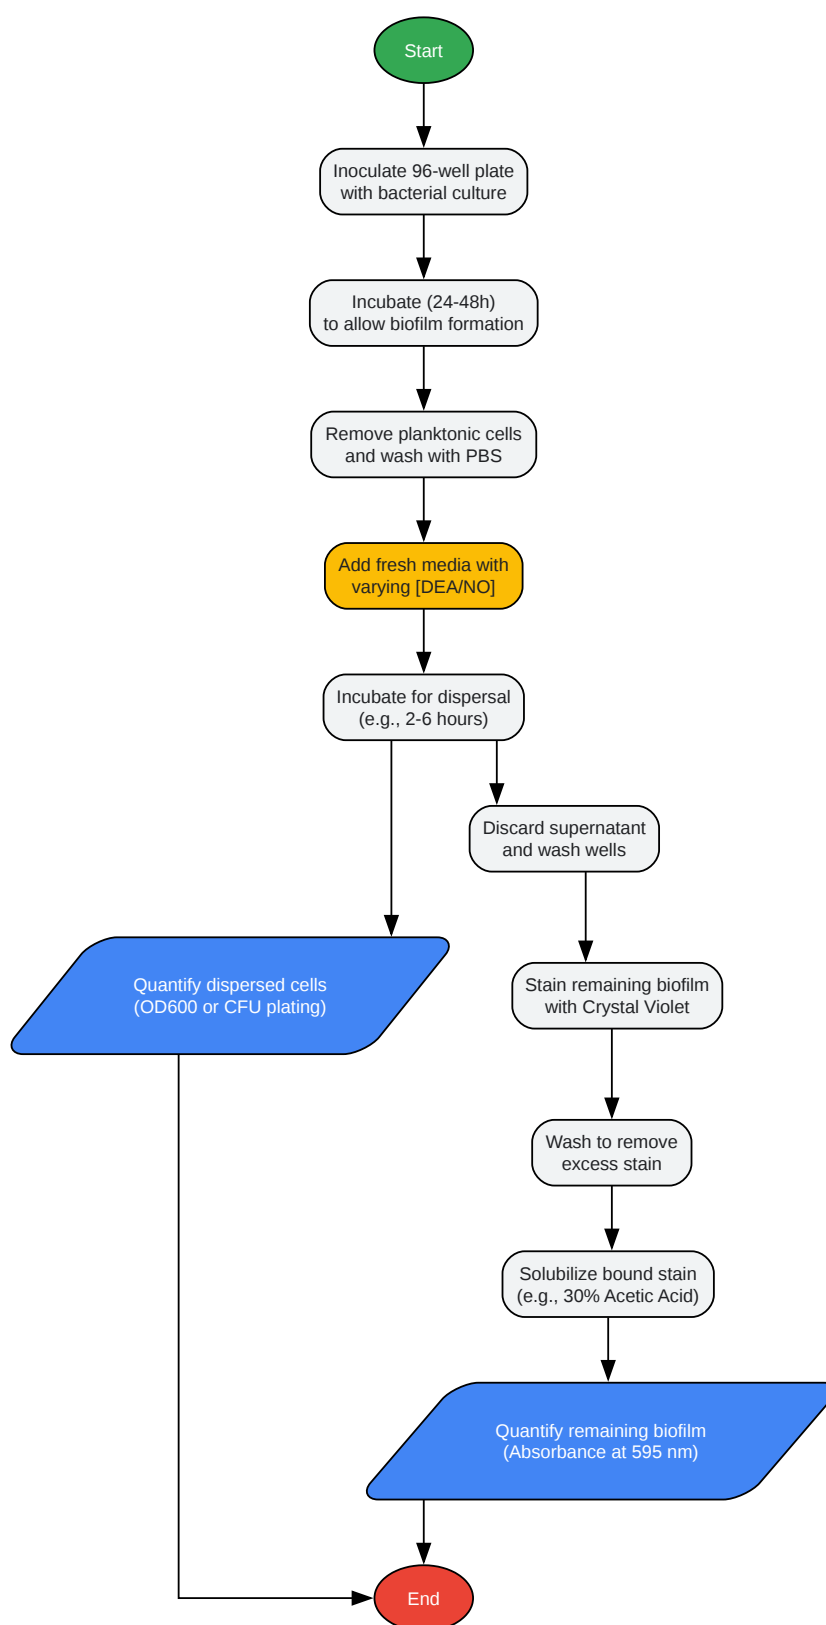 Start
Inoculate 96-well plate
with bacterial culture
Incubate (24-48h)
to allow biofilm formation
Remove planktonic cells
and wash with PBS
Add fresh media with
varying [DEA/NO]
Incubate for dispersal
(e.g., 2-6 hours)
Discard supernatant
and wash wells
Quantify dispersed cells
(OD600 or CFU plating)
Stain remaining biofilm
with Crystal Violet
Wash to remove
excess stain
Solubilize bound stain
(e.g., 30% Acetic Acid)
Quantify remaining biofilm
(Absorbance at 595 nm)
End